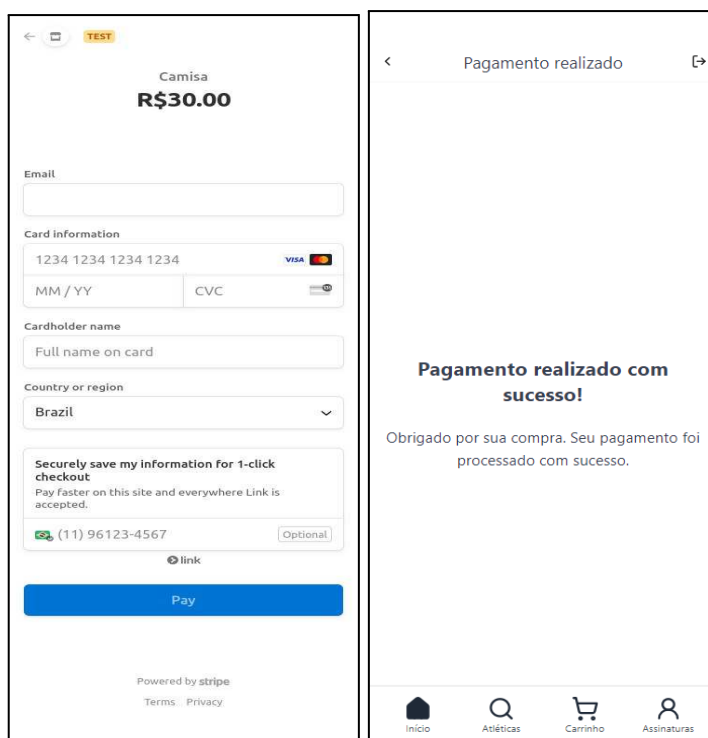 TEST
Camisa
R$30.00
Email
Card information
1234 1234 1234 1234
VISA
MM / YY
CVC
Cardholder name
Full name on card
Country or region
Brazil
Securely save my information for 1-click
checkout
Pay faster on this site and everywhere Link is
accepted.
(11) 96123-4567
Optional
link
Pay
Powered by stripe
Terms Privacy
Pagamento realizado
Pagamento realizado com
sucesso!
Obrigado por sua compra. Seu pagamento foi
processado com sucesso.
Início
Atléticas
Carrinho
Assinaturas